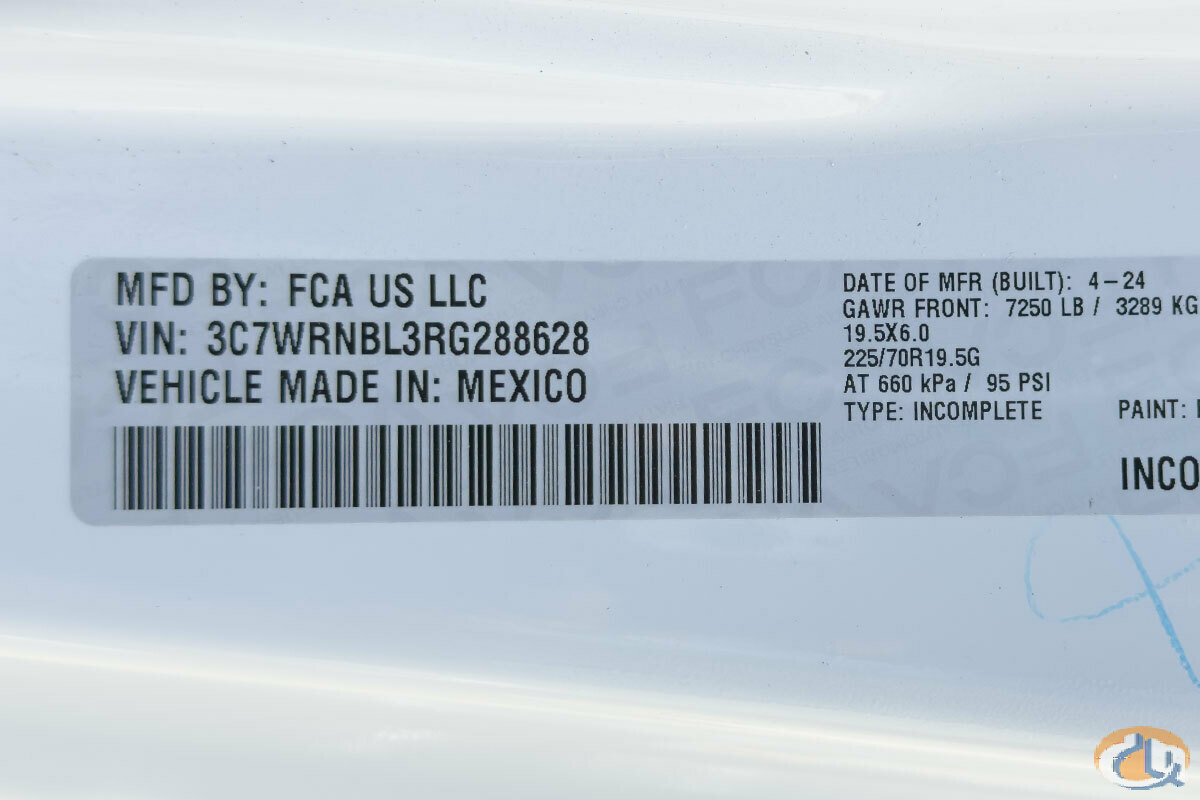 MFD BY: FCA US LLC
VIN: 3C7WRNBL3RG288628
VEHICLE MADE IN: MEXICO
DATE OF MFR (BUILT): 4-24
GAWR FRONT: 7250 LB / 3289 KG
19.5X6.0
225/70R19.5G
AT 660 kPa / 95 PSI
TYPE: INCOMPLETE
PAINT:
INCO